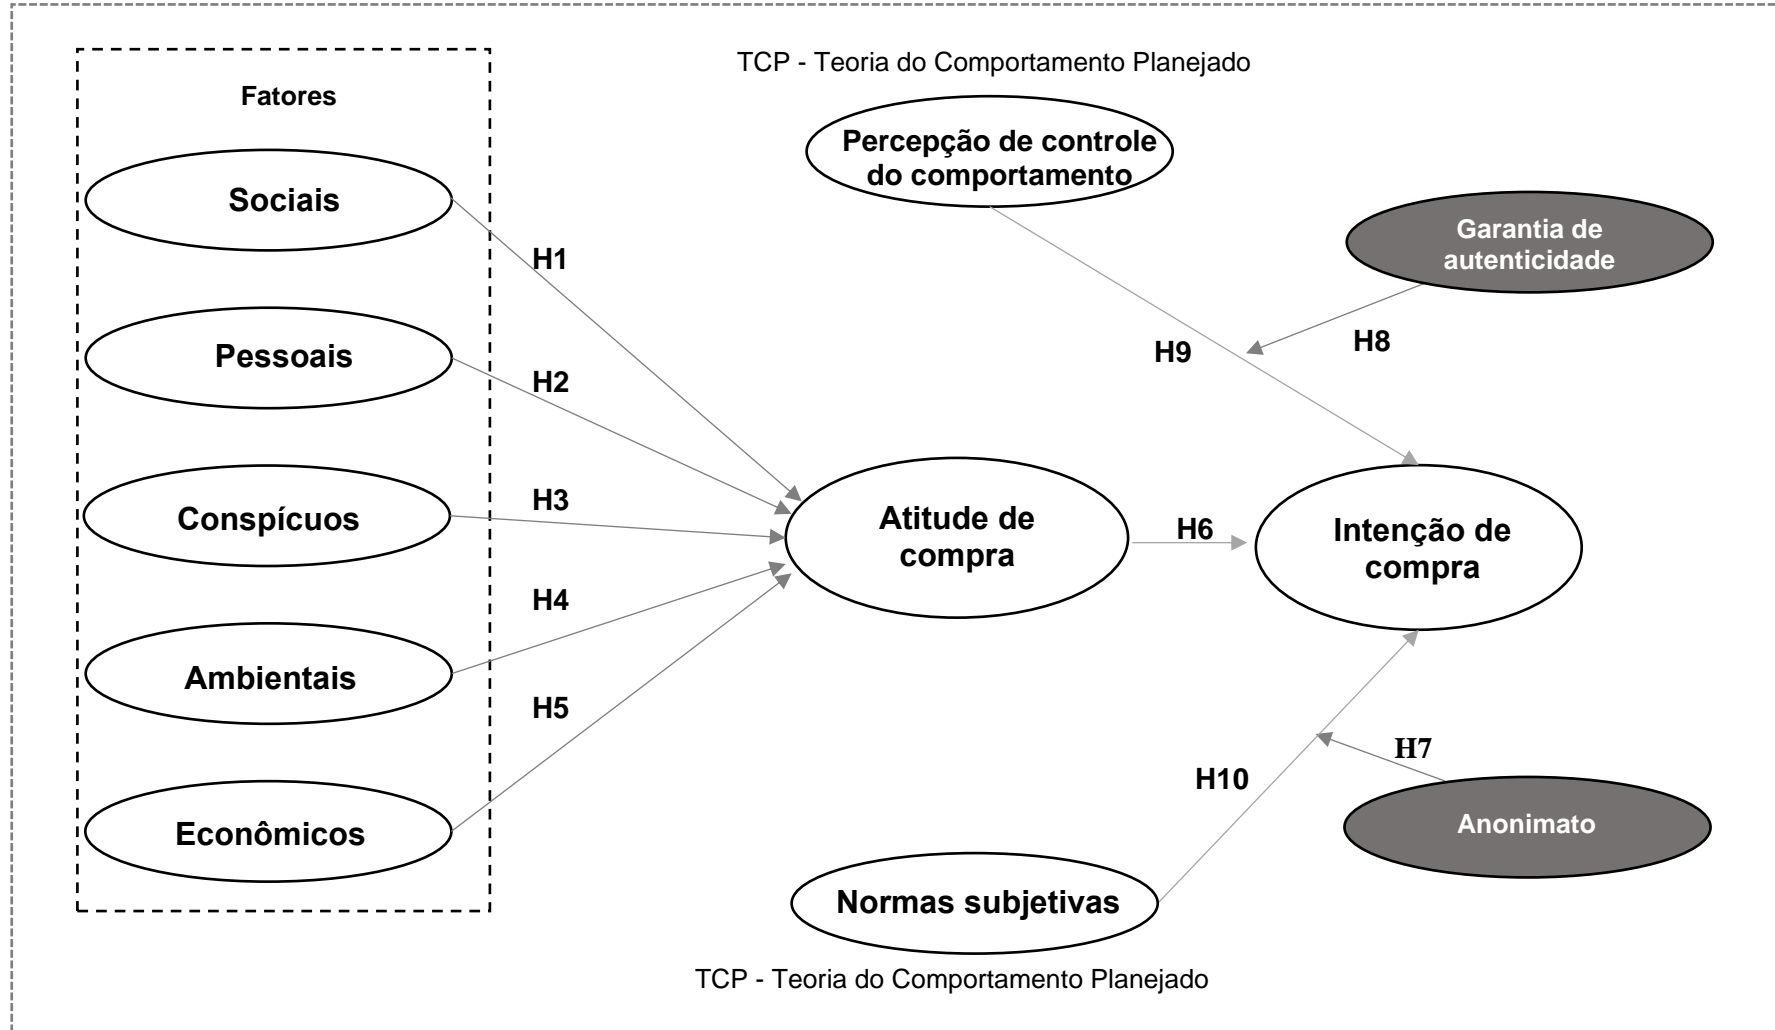 TCP - Teoria do Comportamento Planejado
Fatores
Percepção de controle
do comportamento
Sociais
Garantia de
autenticidade
H1
H8
H9
Pessoais
H2
H3
Conspícuos
Atitude de
compra
H6
Intenção de
compra
H4
Ambientais
H5
H7
H10
Econômicos
Anonimato
Normas subjetivas
TCP - Teoria do Comportamento Planejado